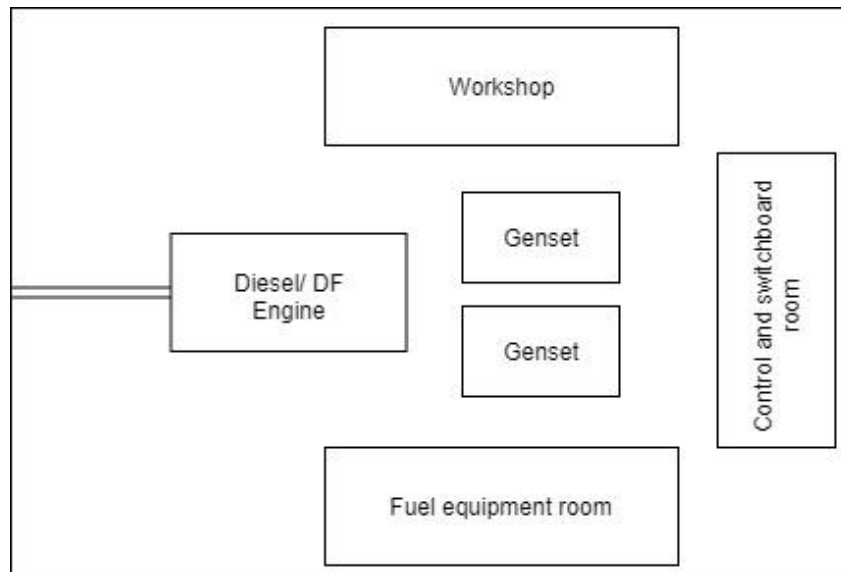 Workshop
Genset
Diesel/ DF
Engine
Genset
Control and switchboard
room
Fuel equipment room